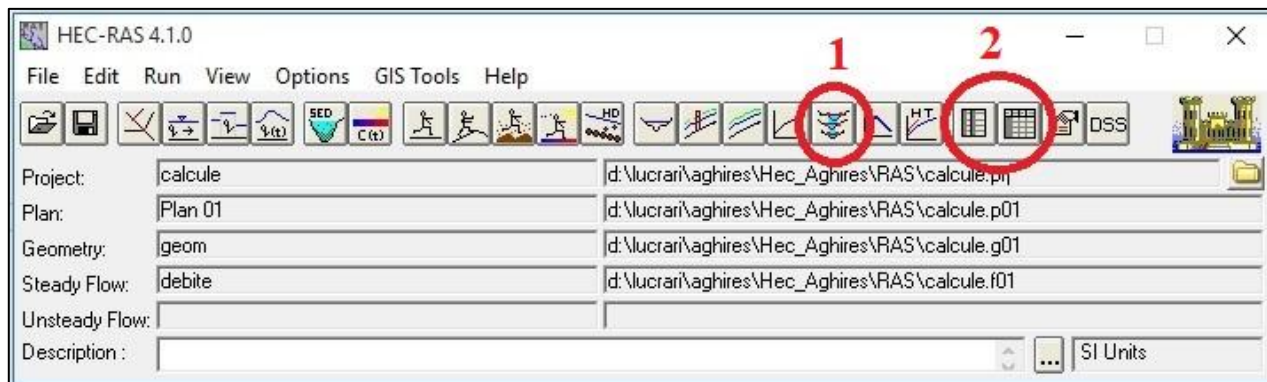 HEC-RAS 4.1.0
1 2
File Edit Run View Options GIS Tools Help
SED C(t) (t) HD HT DSS
Project: calcule d:\lucrari\aghires\Hec_Aghires\RAS\calcule.prj
Plan: Plan 01 d:\lucrari\aghires\Hec_Aghires\RAS\calcule.p01
Geometry: geom d:\lucrari\aghires\Hec_Aghires\RAS\calcule.g01
Steady Flow: debite d:\lucrari\aghires\Hec_Aghires\RAS\calcule.f01
Unsteady Flow:
Description : ... SI Units